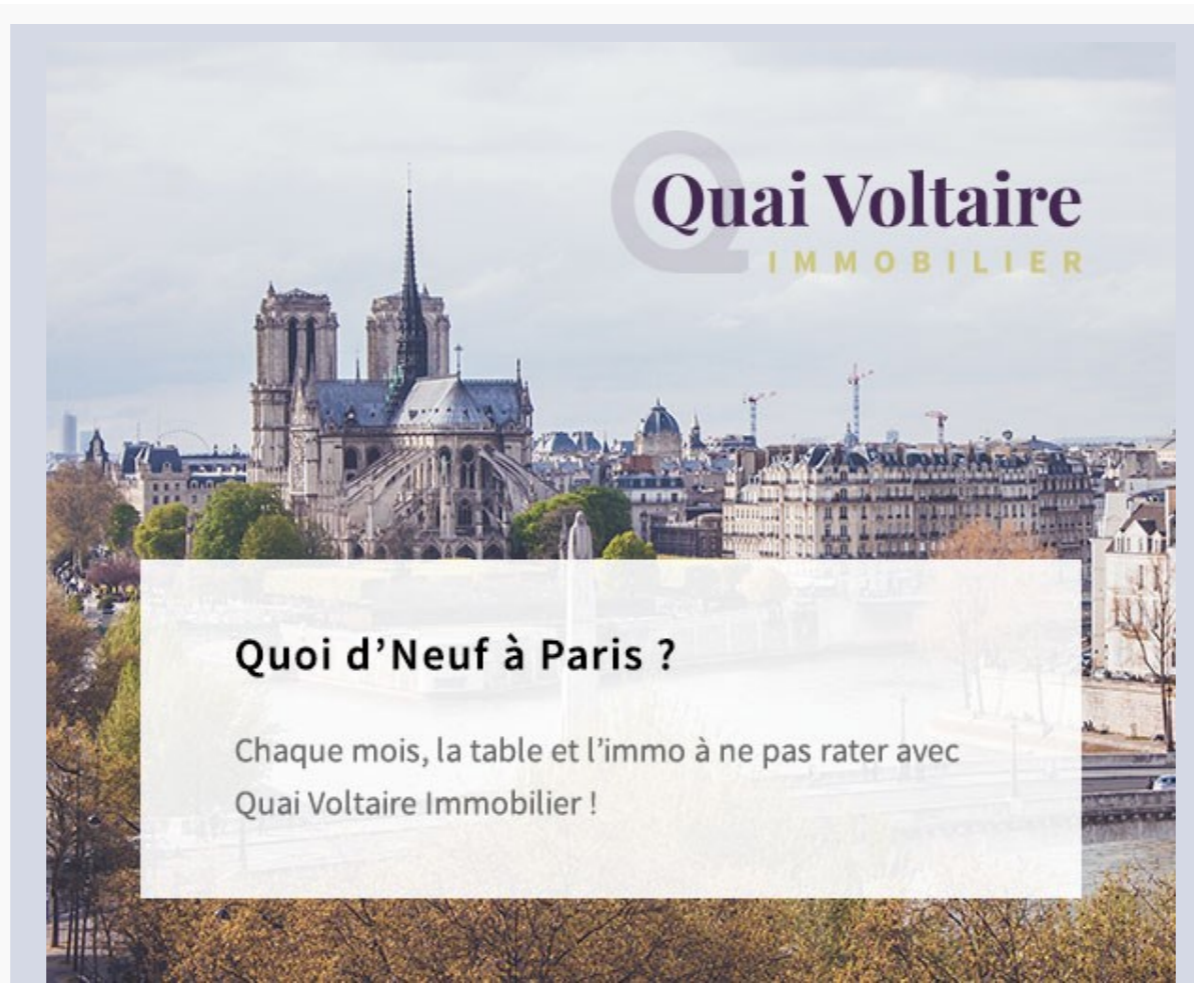 Quai Voltaire
IMMOBILIER
Quoi d’Neuf à Paris ?
Chaque mois, la table et l’immo à ne pas rater avec
Quai Voltaire Immobilier !